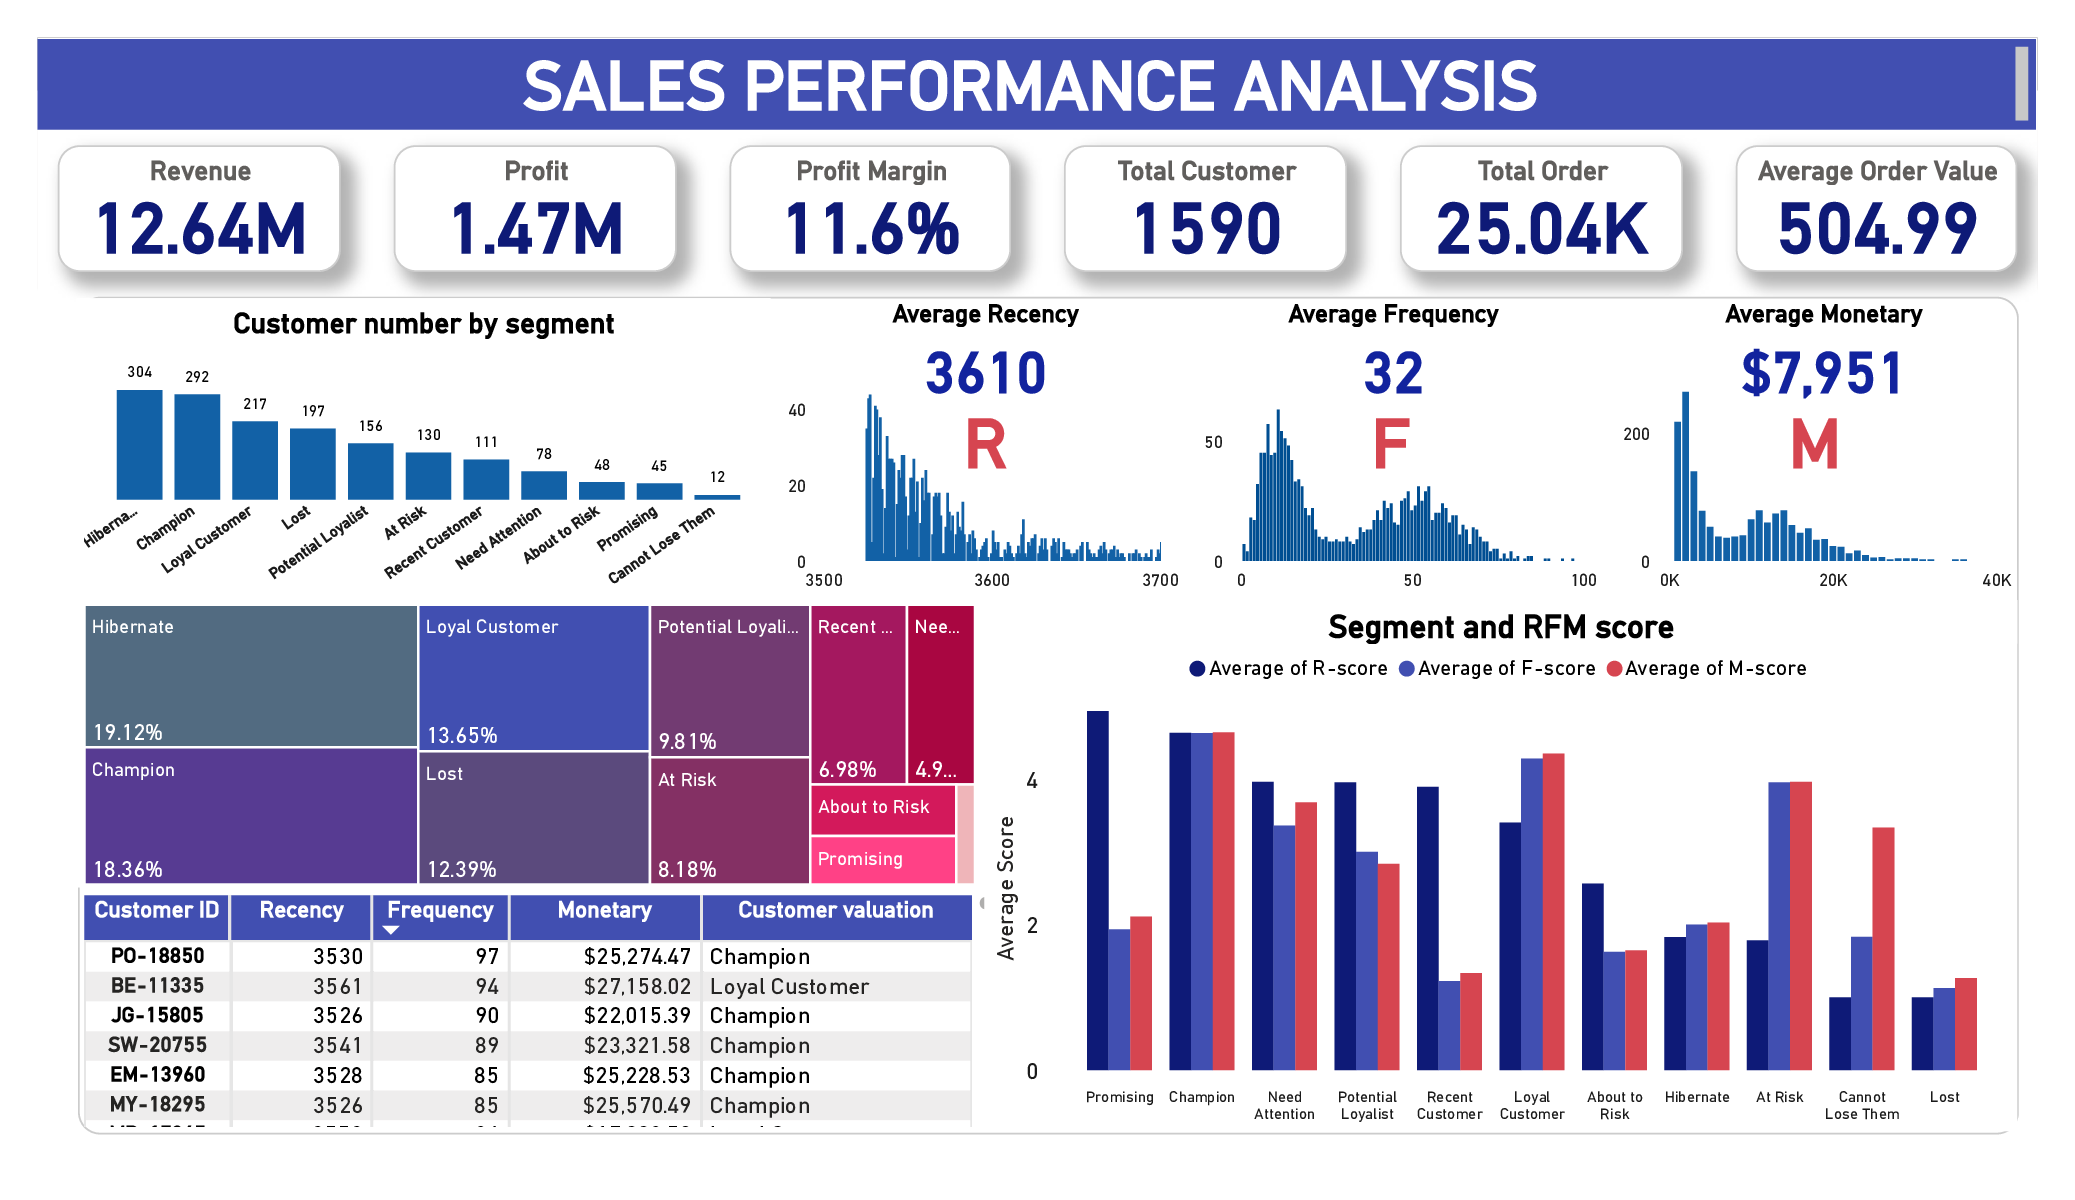 SALES PERFORMANCE ANALYSIS
Revenue
12.64M
Profit
1.47M
Profit Margin
11.6%
Total Customer
1590
Total Order
25.04K
Average Order Value
504.99
Customer number by segment
304 292 217 197 156 130 111 78 48 45 12
Hiberna... Champion Loyal Customer Lost Potential Loyalist At Risk Recent Customer Need Attention About to Risk Promising Cannot Lose Them
Average Recency
3610
R
40
20
0
3500 3600 3700
Average Frequency
32
F
50
0
0 50 100
Average Monetary
$7,951
M
200
0
0K 20K 40K
Hibernate
19.12%
Champion
18.36%
Loyal Customer
13.65%
Lost
12.39%
Potential Loyali...
9.81%
At Risk
8.18%
Recent ...
6.98%
Nee...
4.9...
About to Risk
Promising
Customer ID Recency Frequency Monetary Customer valuation
PO-18850 3530 97 $25,274.47 Champion
BE-11335 3561 94 $27,158.02 Loyal Customer
JG-15805 3526 90 $22,015.39 Champion
SW-20755 3541 89 $23,321.58 Champion
EM-13960 3528 85 $25,228.53 Champion
MY-18295 3526 85 $25,570.49 Champion
Segment and RFM score
Average of R-score Average of F-score Average of M-score
Average Score
4
2
0
Promising
Champion
Need
Attention
Potential
Loyalist
Recent
Customer
Loyal
Customer
About to
Risk
Hibernate
At Risk
Cannot
Lose Them
Lost